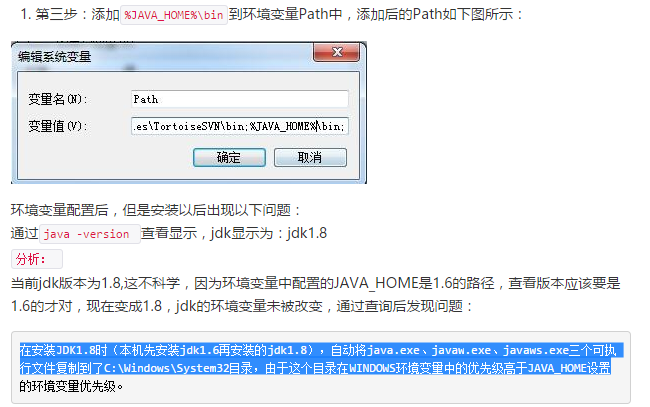 1. 第三步：添加%JAVA_HOME%\bin到环境变量Path中，添加后的Path如下图所示：
编辑系统变量
变量名(N): Path
变量值(V): .es\TortoiseSVN\bin;%JAVA_HOME%\bin;
确定 取消
环境变量配置后，但是安装以后出现以下问题：
通过java -version 查看显示，jdk显示为：jdk1.8
分析：
当前jdk版本为1.8,这不科学，因为环境变量中配置的JAVA_HOME是1.6的路径，查看版本应该要是
1.6的才对，现在变成1.8，jdk的环境变量未被改变，通过查询后发现问题：
在安装JDK1.8时（本机先安装jdk1.6再安装的jdk1.8），自动将java.exe、javaw.exe、javaws.exe三个可执
行文件复制到了C:\Windows\System32目录，由于这个目录在WINDOWS环境变量中的优先级高于JAVA_HOME设置
的环境变量优先级。